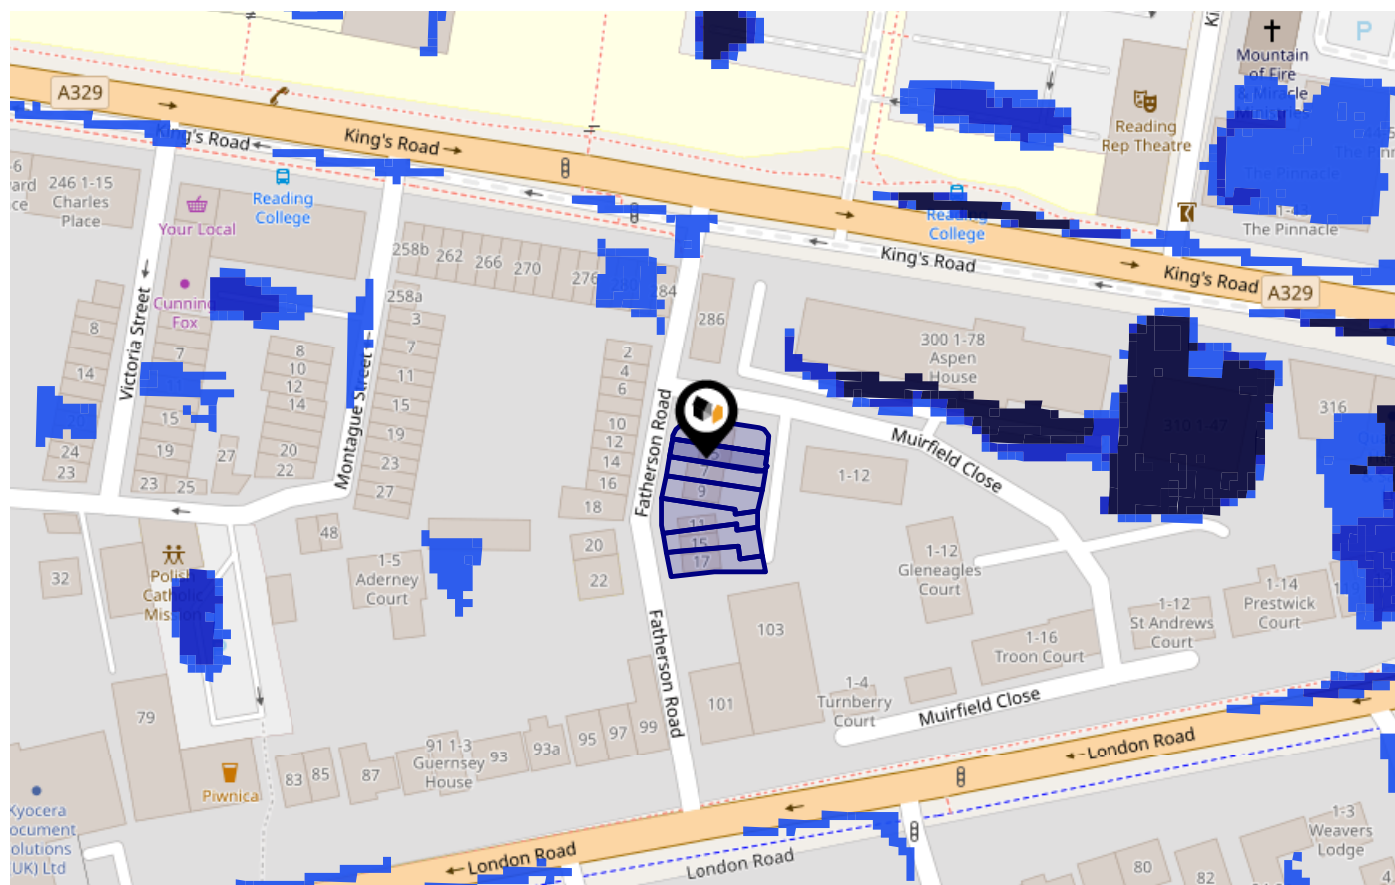 A329
King's Road
King's Road
Reading
College
246 1-15
Charles
Place
Your Local
Cunning
Fox
Victoria Street
Montague Street
Mountain
of Fire
& Miracle
Ministries
P
Reading
Rep Theatre
The Pinnacle
The Pinnacle
Reading
College
King's Road
King's Road
A329
258b
262
266
270
276
284
258a
3
7
11
15
19
23
27
8
14
24
23
7
15
19
23
25
27
8
10
12
14
20
22
286
2
4
6
10
12
14
16
18
20
22
Fatherson Road
Fatherson Road
7
9
11
15
17
300 1-78
Aspen
House
310 1-47
316
Muirfield Close
1-12
1-12
Gleneagles
Court
1-14
Prestwick
Court
1-12
St Andrews
Court
1-16
Troon Court
1-4
Turnberry
Court
Muirfield Close
48
32
1-5
Aderney
Court
Polish
Catholic
Mission
79
103
101
99
97
95
93a
93
91 1-3
Guernsey
House
87
85
83
Piwnica
Kyocera
ocument
olutions
(UK) Ltd
London Road
London Road
London Road
1-3
Weavers
Lodge
80
82
4